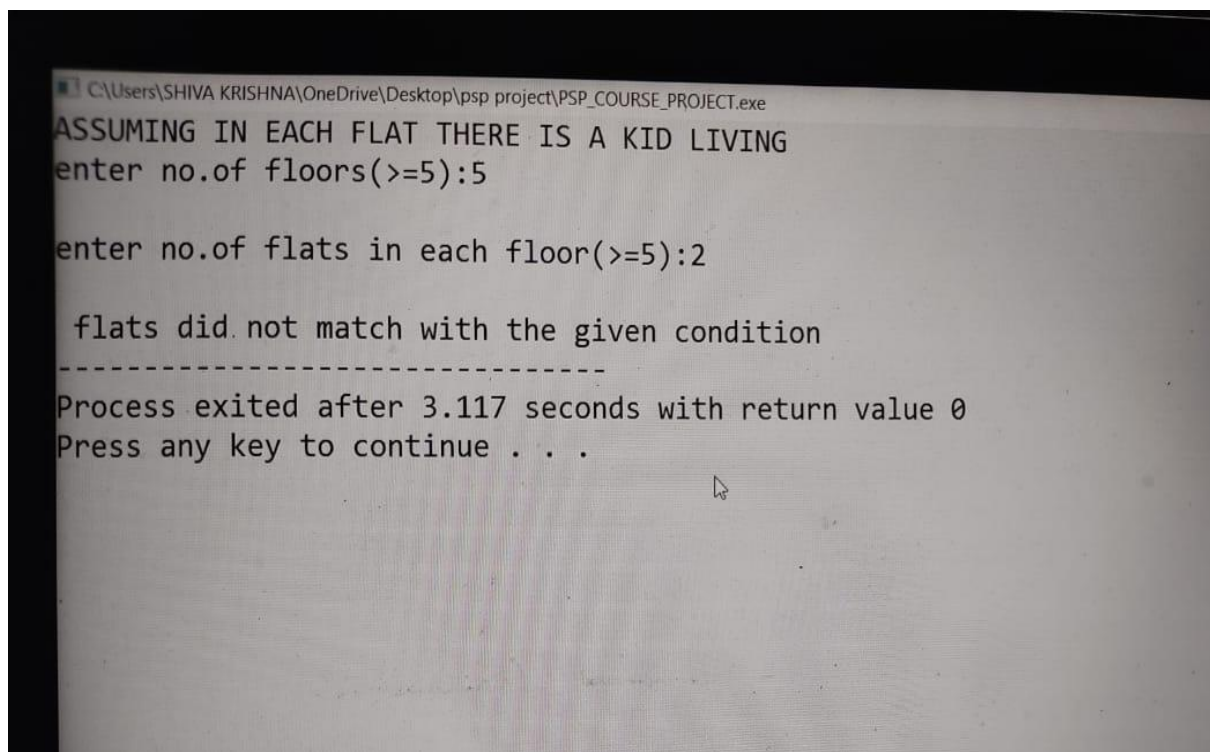 C:\Users\SHIVA KRISHNA\OneDrive\Desktop\psp project\PSP_COURSE_PROJECT.exe
ASSUMING IN EACH FLAT THERE IS A KID LIVING
enter no.of floors(>=5):5
enter no.of flats in each floor(>=5):2
flats did not match with the given condition
--------------------------------
Process exited after 3.117 seconds with return value 0
Press any key to continue . . .